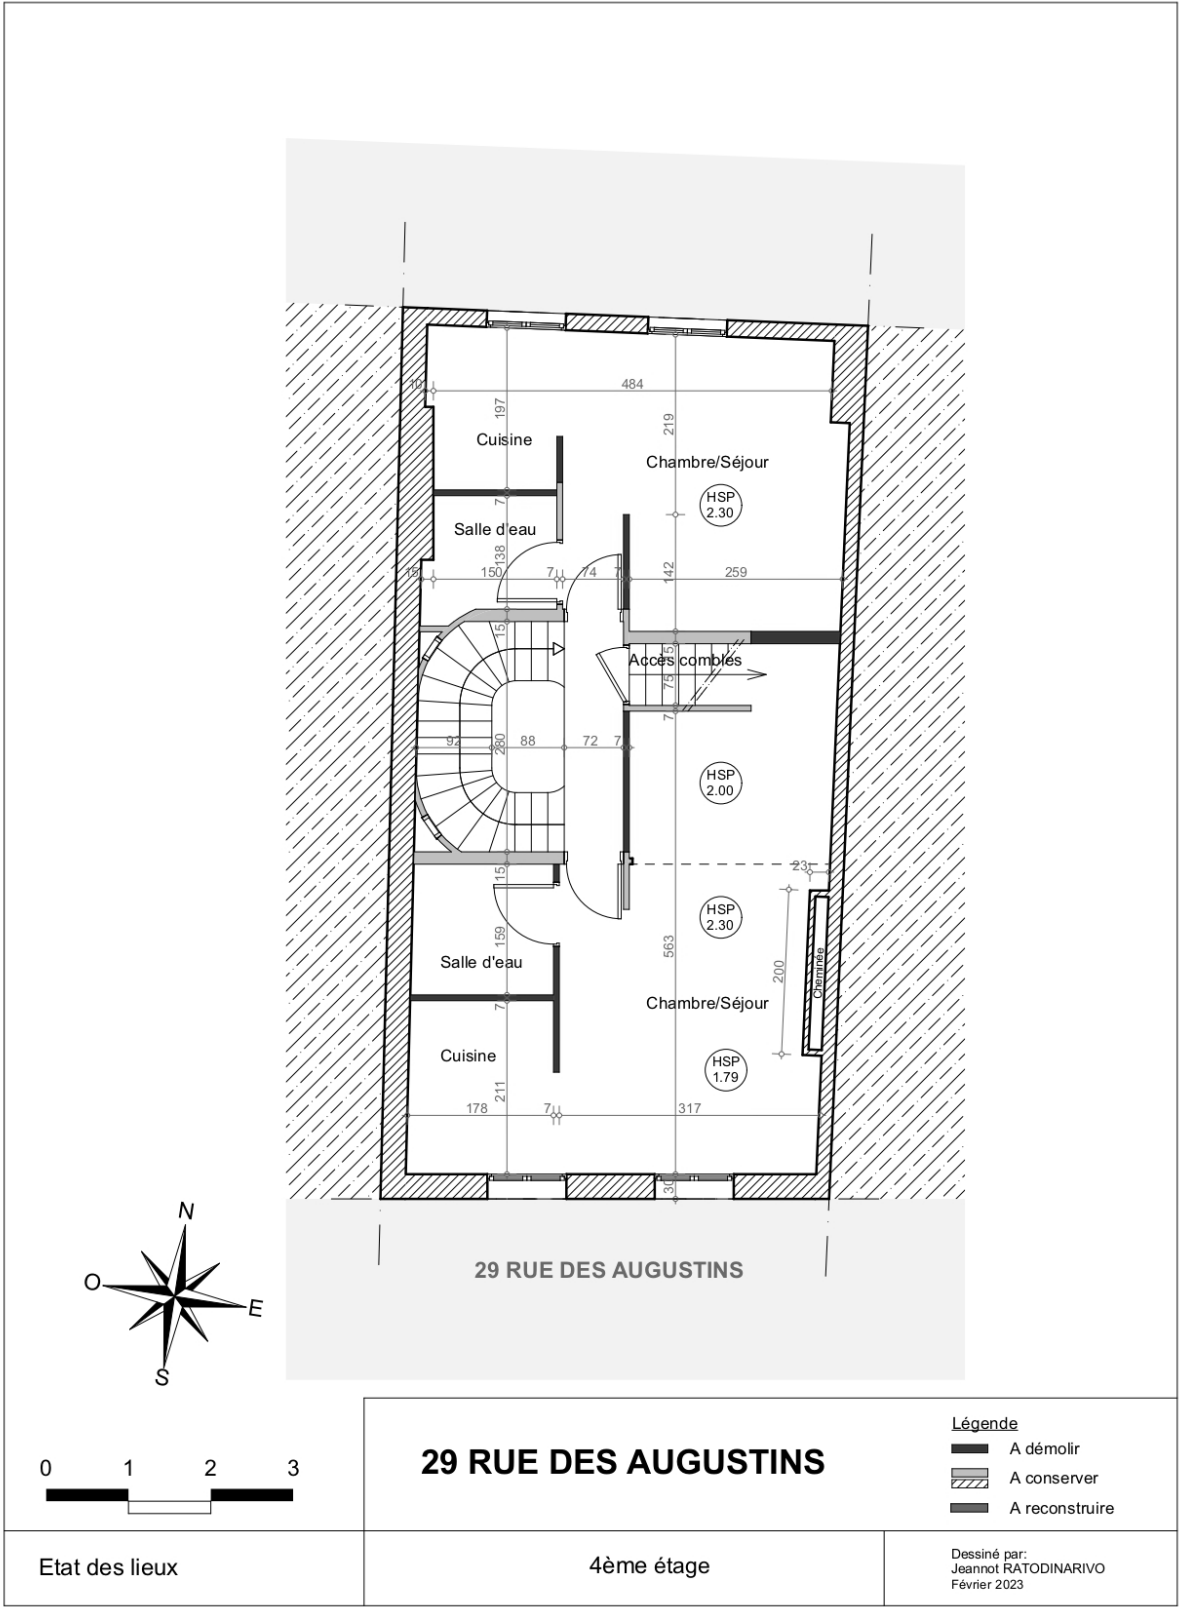 10
484
197
219
Cuisine
Chambre/Séjour
HSP
2.30
7
Salle d'eau
138
142
15
150
7
74
7
259
15
Accès combles
15
75
7
92
280
88
72
7
HSP
2.00
23
15
HSP
2.30
159
563
200
Cheminée
Salle d'eau
Chambre/Séjour
7
Cuisine
HSP
1.79
211
178
7
317
30
29 RUE DES AUGUSTINS
N
O
E
S
0 1 2 3
29 RUE DES AUGUSTINS
Légende
A démolir
A conserver
A reconstruire
Etat des lieux
4ème étage
Dessiné par:
Jeannot RATODINARIVO
Février 2023